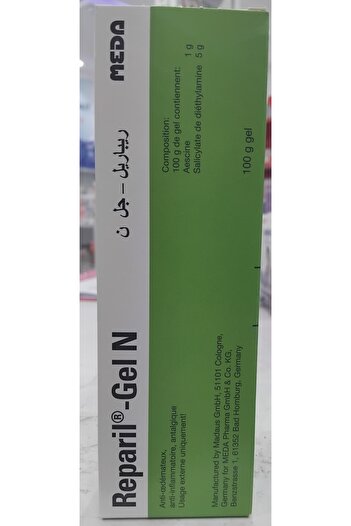 MEDA
Reparil®-Gel N
ريباريل – جل ن
Anti-œdémateux,
anti-inflammatoire, antalgique
Usage externe uniquement!
Composition:
100 g de gel contiennent:
Aescine 1 g
Salicylate de diéthylamine 5 g
100 g gel
Manufactured by Madaus GmbH, 51101 Cologne,
Germany for MEDA Pharma GmbH & Co. KG,
Benzstrasse 1, 61352 Bad Homburg, Germany